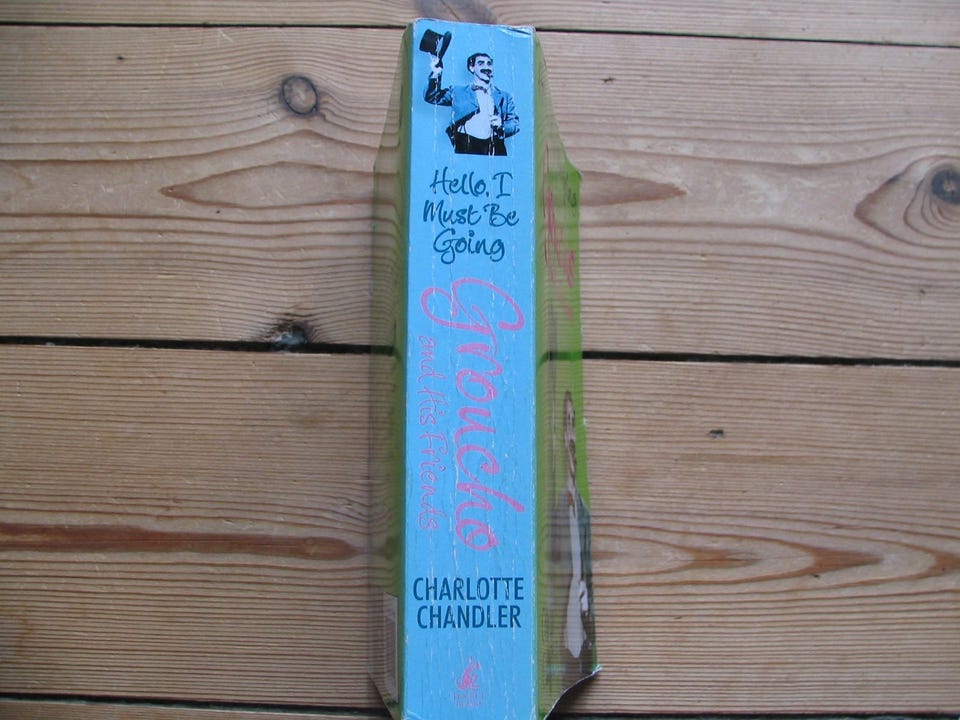 Hello, I
Must Be
Going
Groucho
and His Friends
CHARLOTTE
CHANDLER